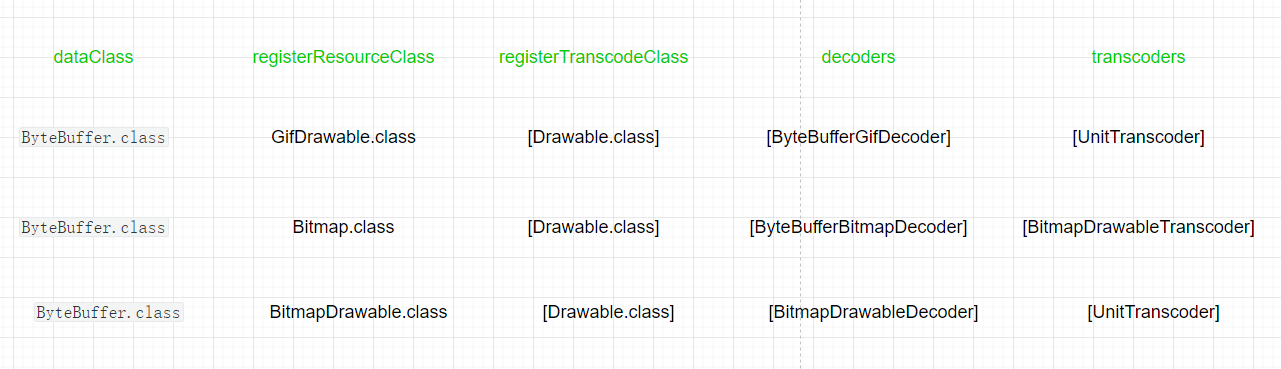 dataClass registerResourceClass registerTranscodeClass decoders transcoders
ByteBuffer.class GifDrawable.class [Drawable.class] [ByteBufferGifDecoder] [UnitTranscoder]
ByteBuffer.class Bitmap.class [Drawable.class] [ByteBufferBitmapDecoder] [BitmapDrawableTranscoder]
ByteBuffer.class BitmapDrawable.class [Drawable.class] [BitmapDrawableDecoder] [UnitTranscoder]